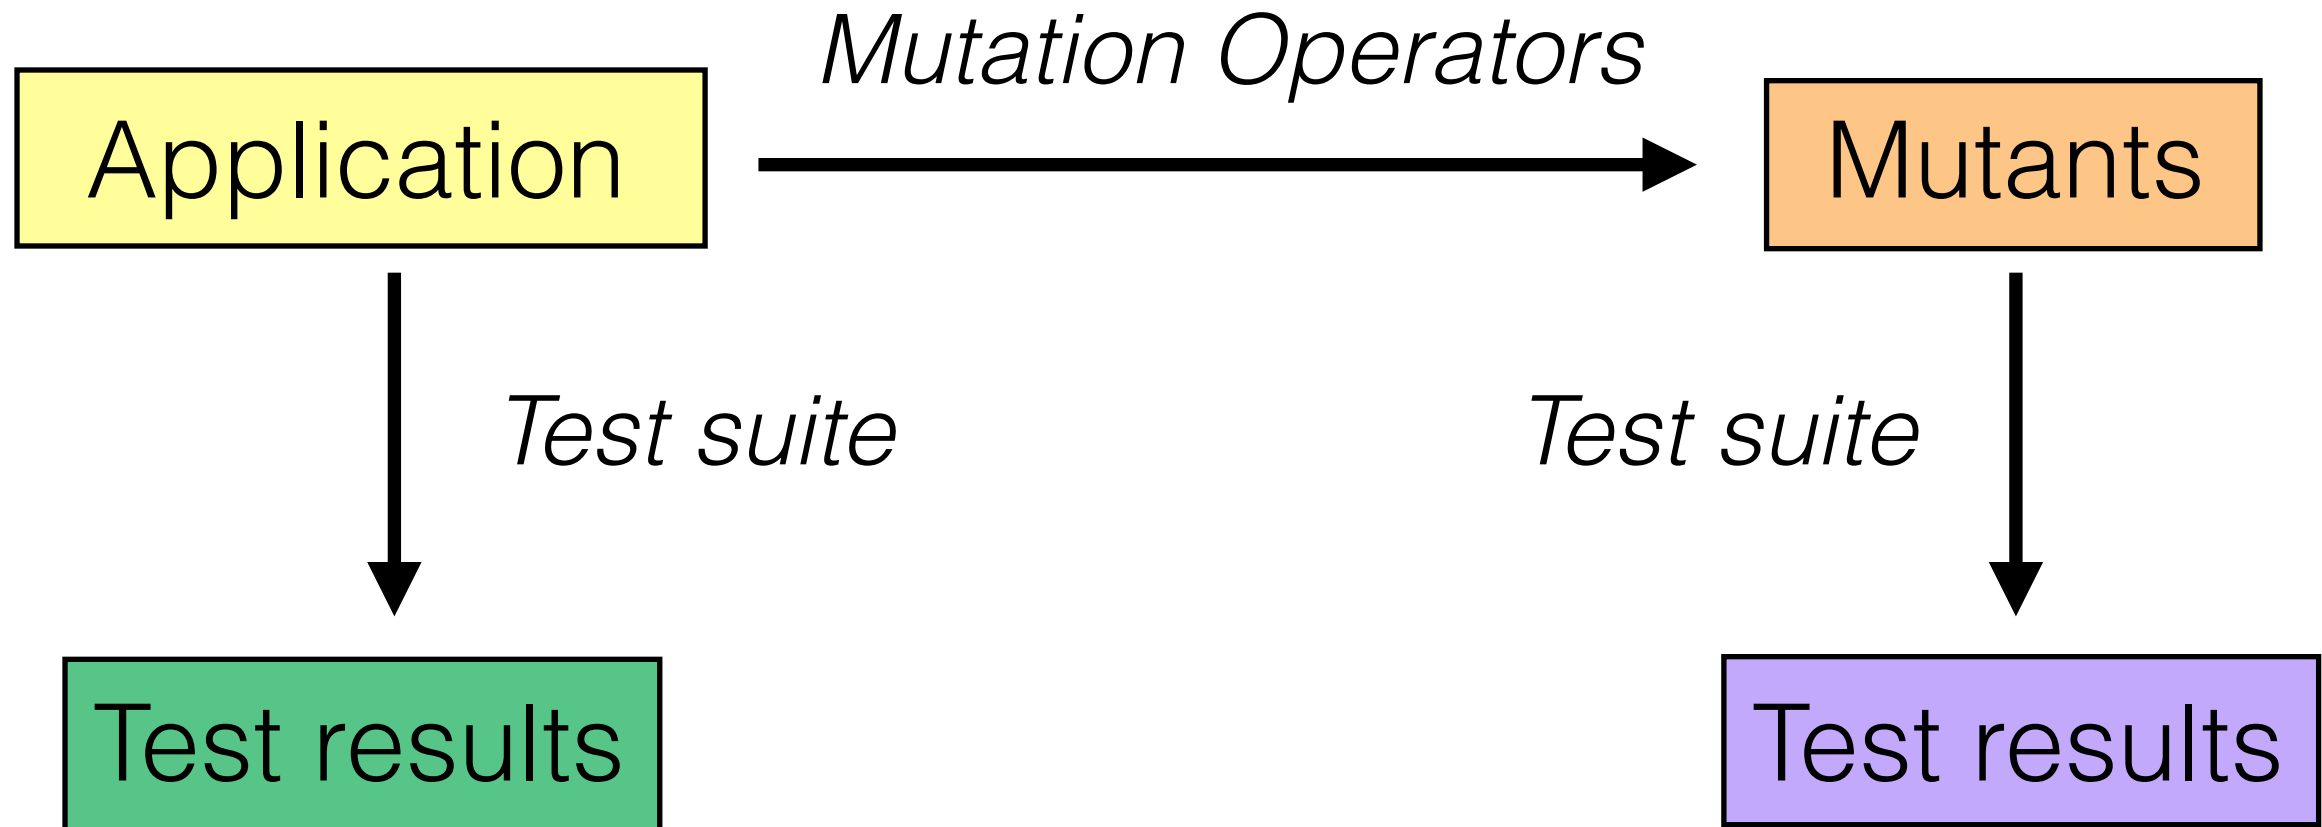 Mutation Operators
Application
Mutants
Test suite
Test suite
Test results
Test results